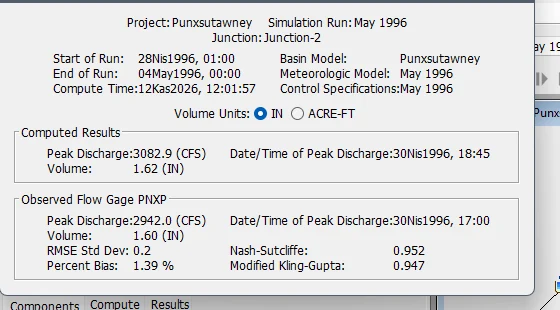 Project: Punxsutawney Simulation Run: May 1996
Junction: Junction-2
Start of Run: 28Nis1996, 01:00 Basin Model: Punxsutawney
End of Run: 04May1996, 00:00 Meteorologic Model: May 1996
Compute Time:12Kas2026, 12:01:57 Control Specifications:May 1996
Volume Units: IN ACRE-FT
Computed Results
Peak Discharge:3082.9 (CFS) Date/Time of Peak Discharge:30Nis1996, 18:45
Volume: 1.62 (IN)
Observed Flow Gage PNXP
Peak Discharge:2942.0 (CFS) Date/Time of Peak Discharge:30Nis1996, 17:00
Volume: 1.60 (IN)
RMSE Std Dev: 0.2 Nash-Sutcliffe: 0.952
Percent Bias: 1.39 % Modified Kling-Gupta: 0.947
Components Compute Results
ay 19
Punx